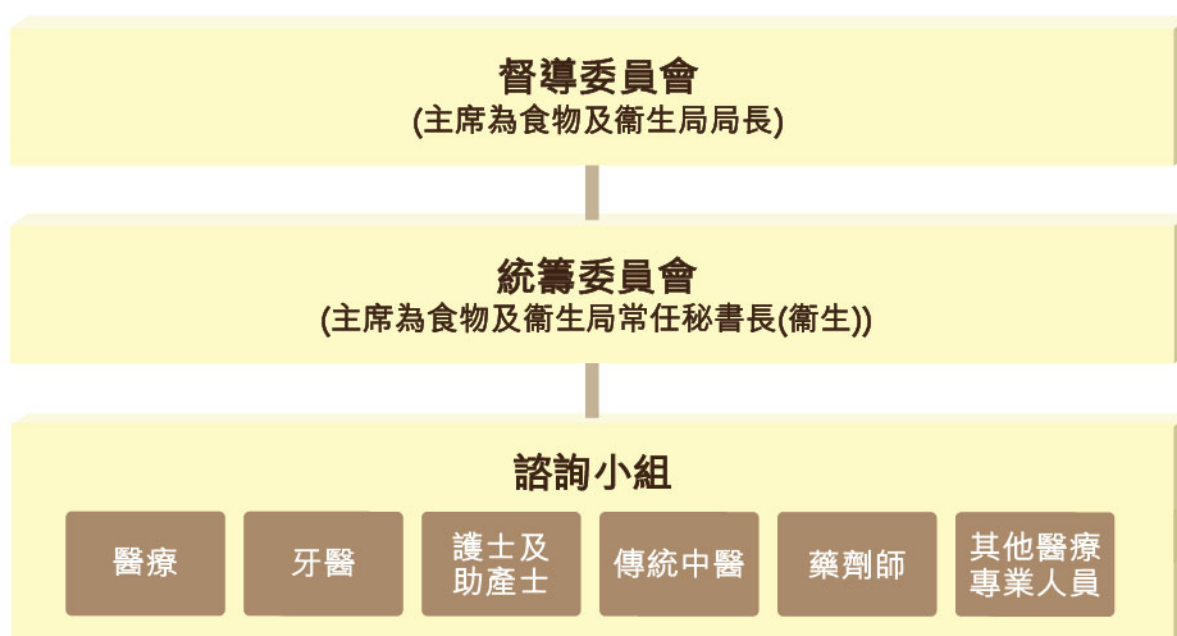 督導委員會
(主席為食物及衞生局局長)
統籌委員會
(主席為食物及衞生局常任秘書長(衞生))
諮詢小組
醫療
牙醫
護士及
助產士
傳統中醫
藥劑師
其他醫療
專業人員